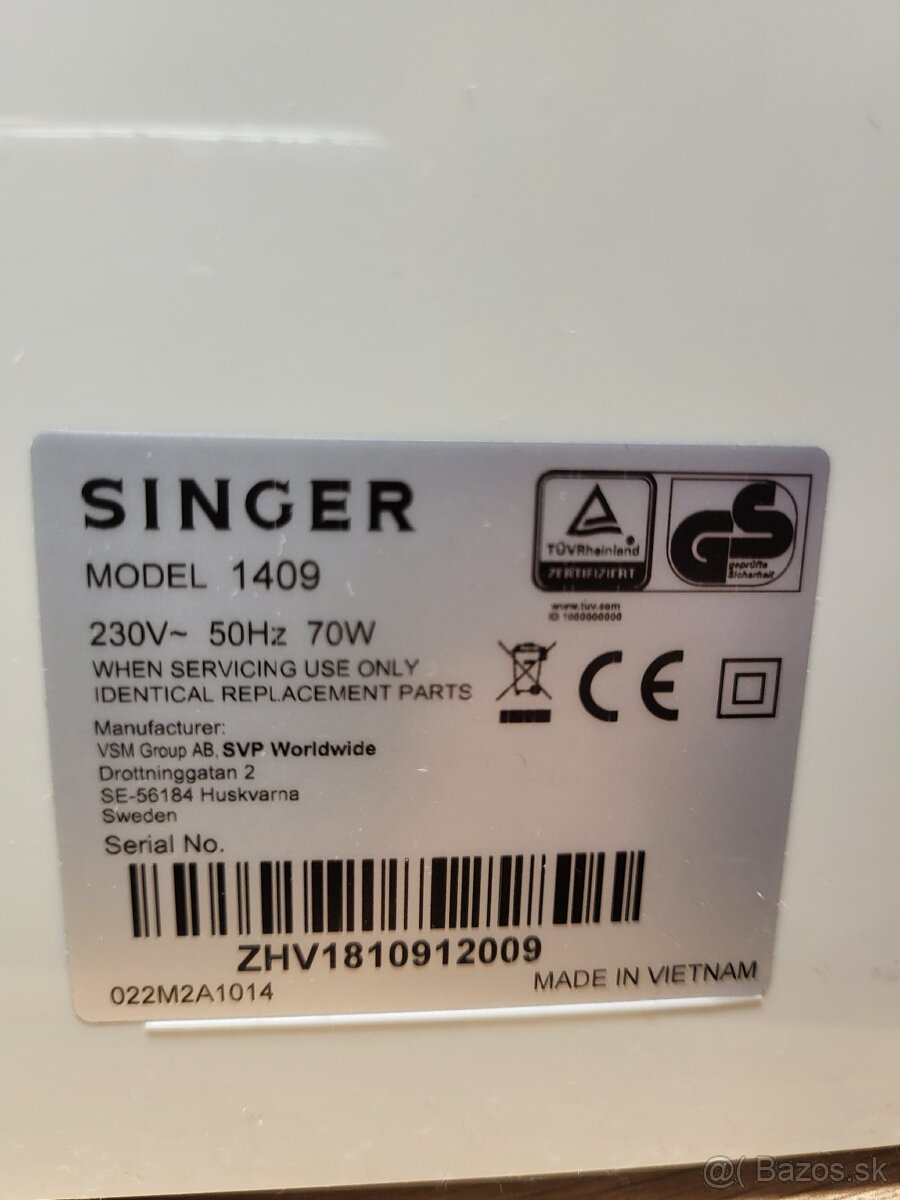 SINGER
MODEL 1409
230V~ 50Hz 70W
WHEN SERVICING USE ONLY
IDENTICAL REPLACEMENT PARTS
Manufacturer:
VSM Group AB, SVP Worldwide
Drottninggatan 2
SE-56184 Huskvarna
Sweden
Serial No.
ZHV1810912009
022M2A1014
MADE IN VIETNAM
TÜVRheinland
ZERTIFIZIERT
GS
geprüfte
Sicherheit
www.tuv.com
ID 1000000000
CE
@( Bazos.sk